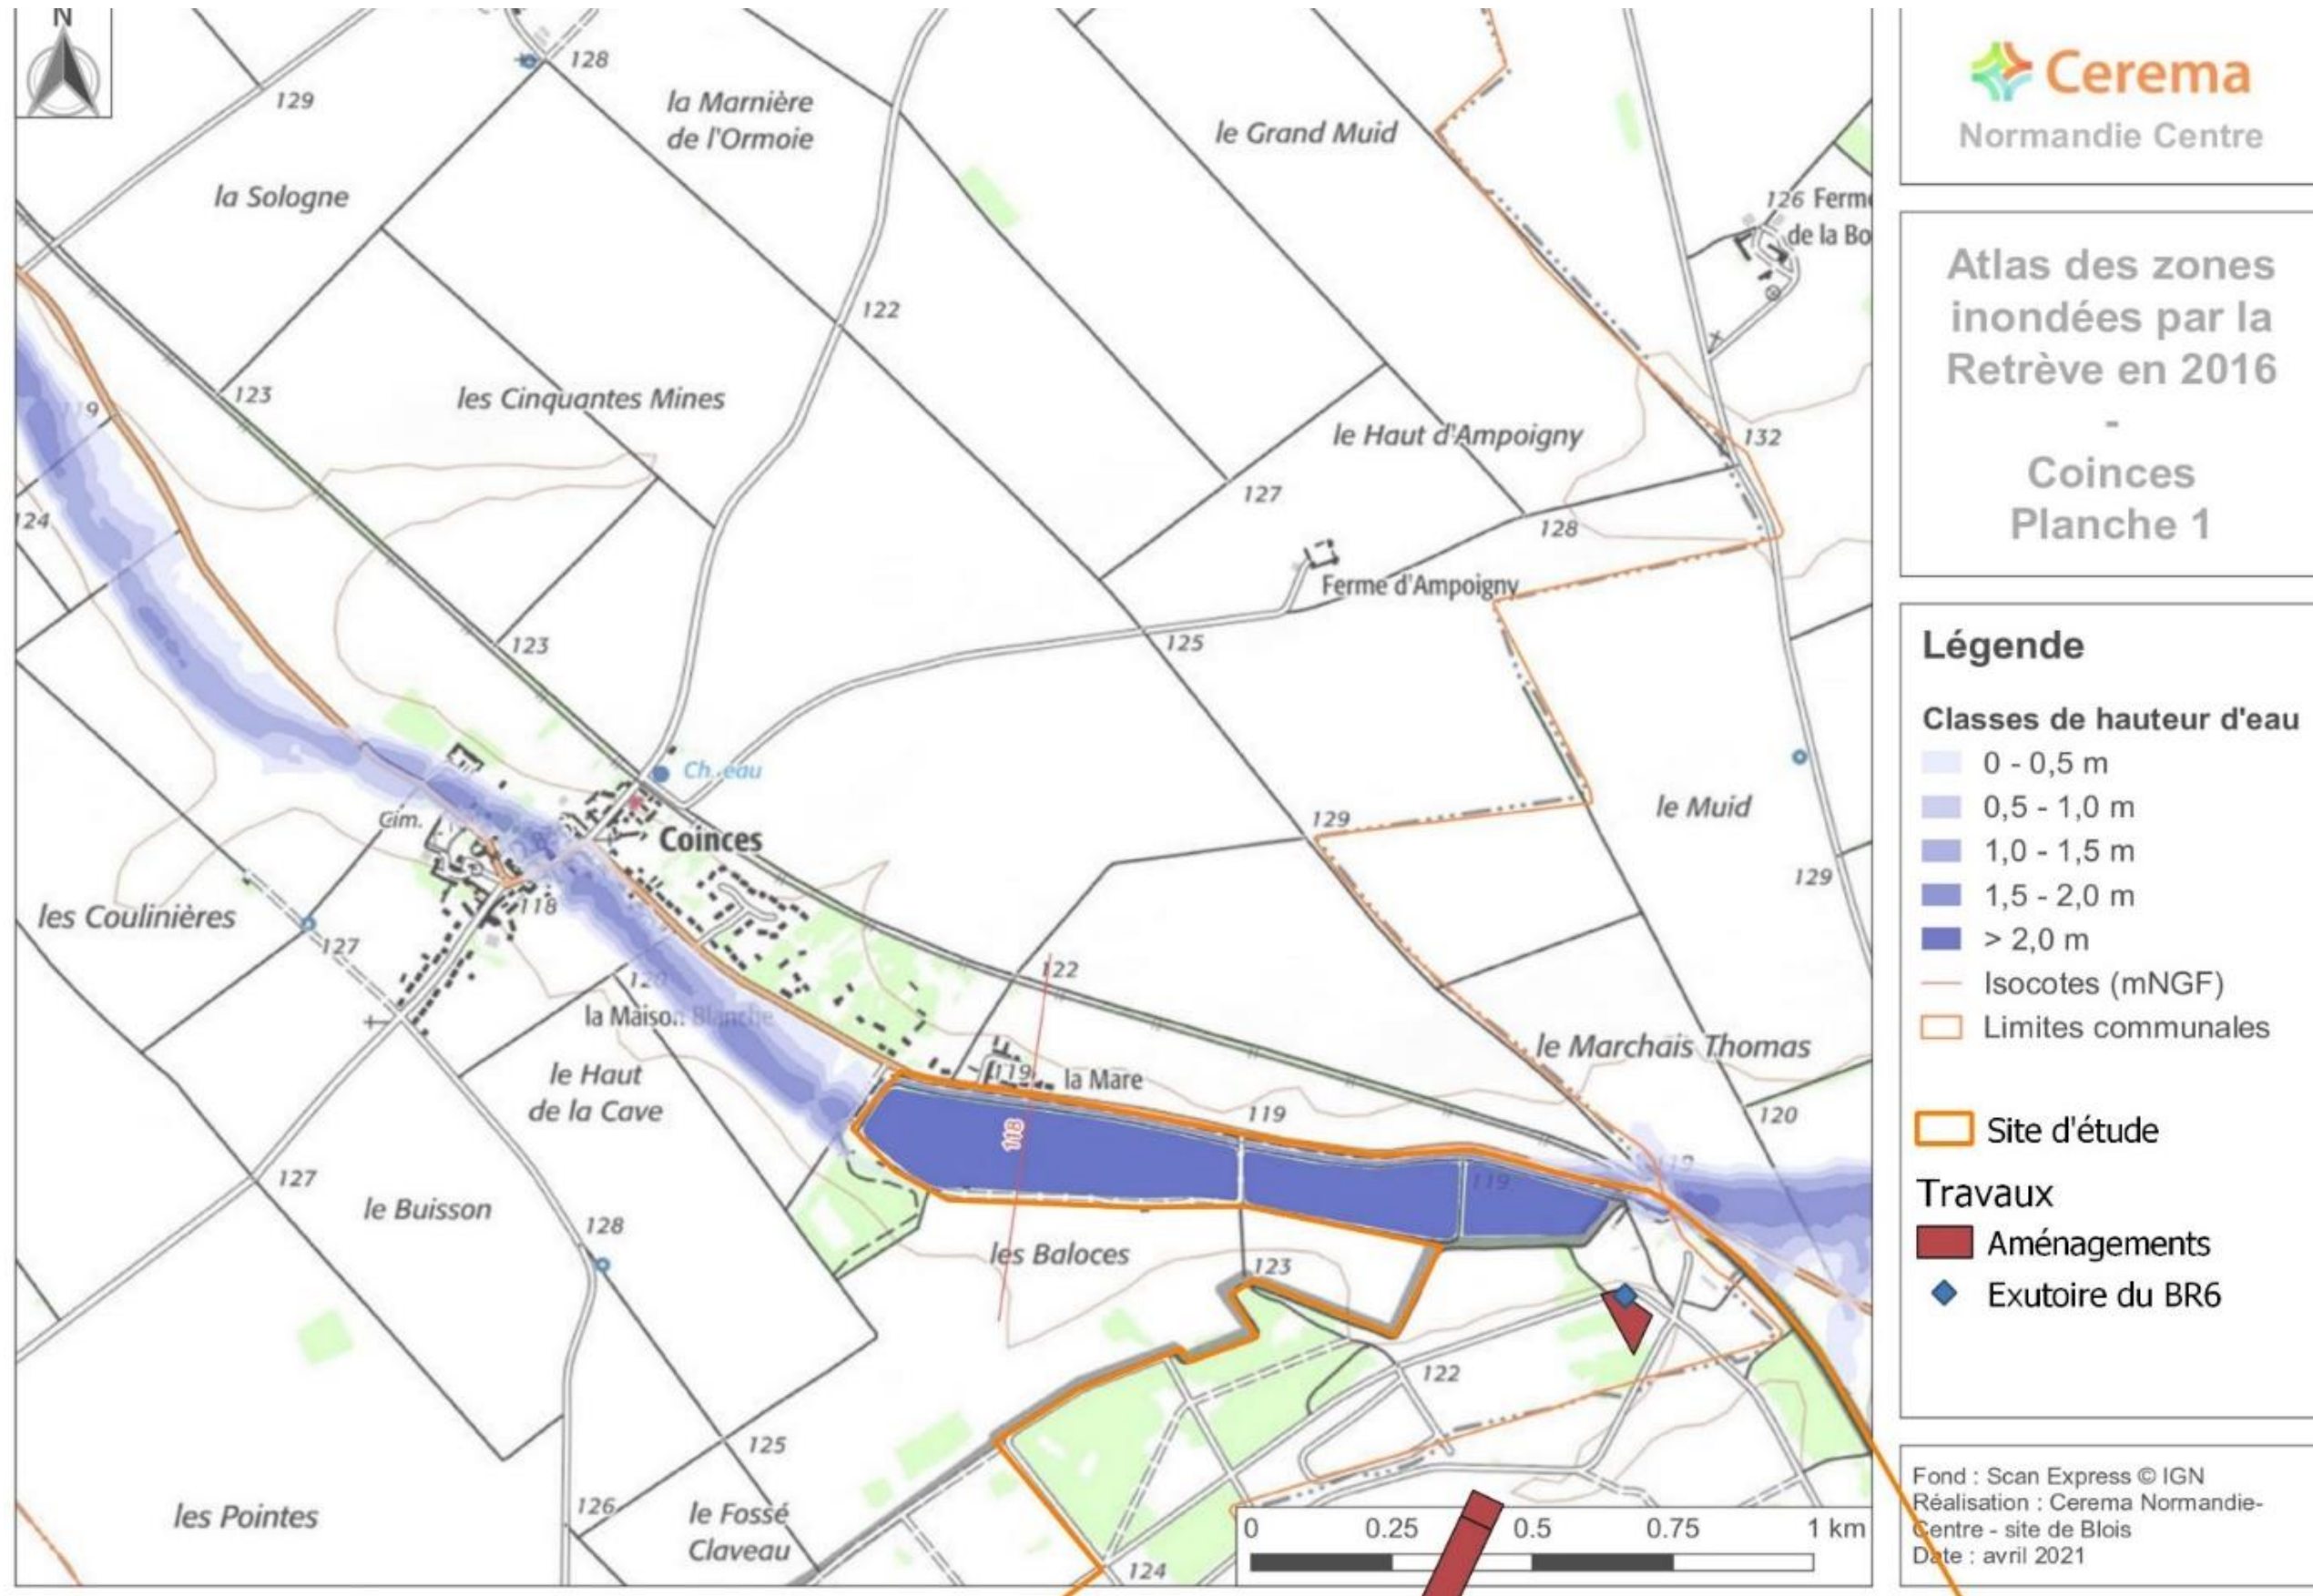 N
128
129
la Marnière
de l'Ormoie
le Grand Muid
la Sologne
126 Ferme
de la Bo
122
123
les Cinquantes Mines
119
le Haut d'Ampoigny
132
127
124
128
Ferme d'Ampoigny
123
125
Ch. eau
Cim.
Coinces
129
le Muid
129
118
les Coulinières
127
120
122
la Maison Blanche
le Marchais Thomas
le Haut
de la Cave
119
la Mare
119
120
118
119
119
127
le Buisson
128
les Baloces
123
122
125
les Pointes
126
le Fossé
Claveau
124
0 0.25 0.5 0.75 1 km
Cerema
Normandie Centre
Atlas des zones
inondées par la
Retrève en 2016
-
Coinces
Planche 1
Légende
Classes de hauteur d'eau
0 - 0,5 m
0,5 - 1,0 m
1,0 - 1,5 m
1,5 - 2,0 m
> 2,0 m
Isocotes (mNGF)
Limites communales
Site d'étude
Travaux
Aménagements
Exutoire du BR6
Fond : Scan Express © IGN
Réalisation : Cerema Normandie-
Centre - site de Blois
Date : avril 2021